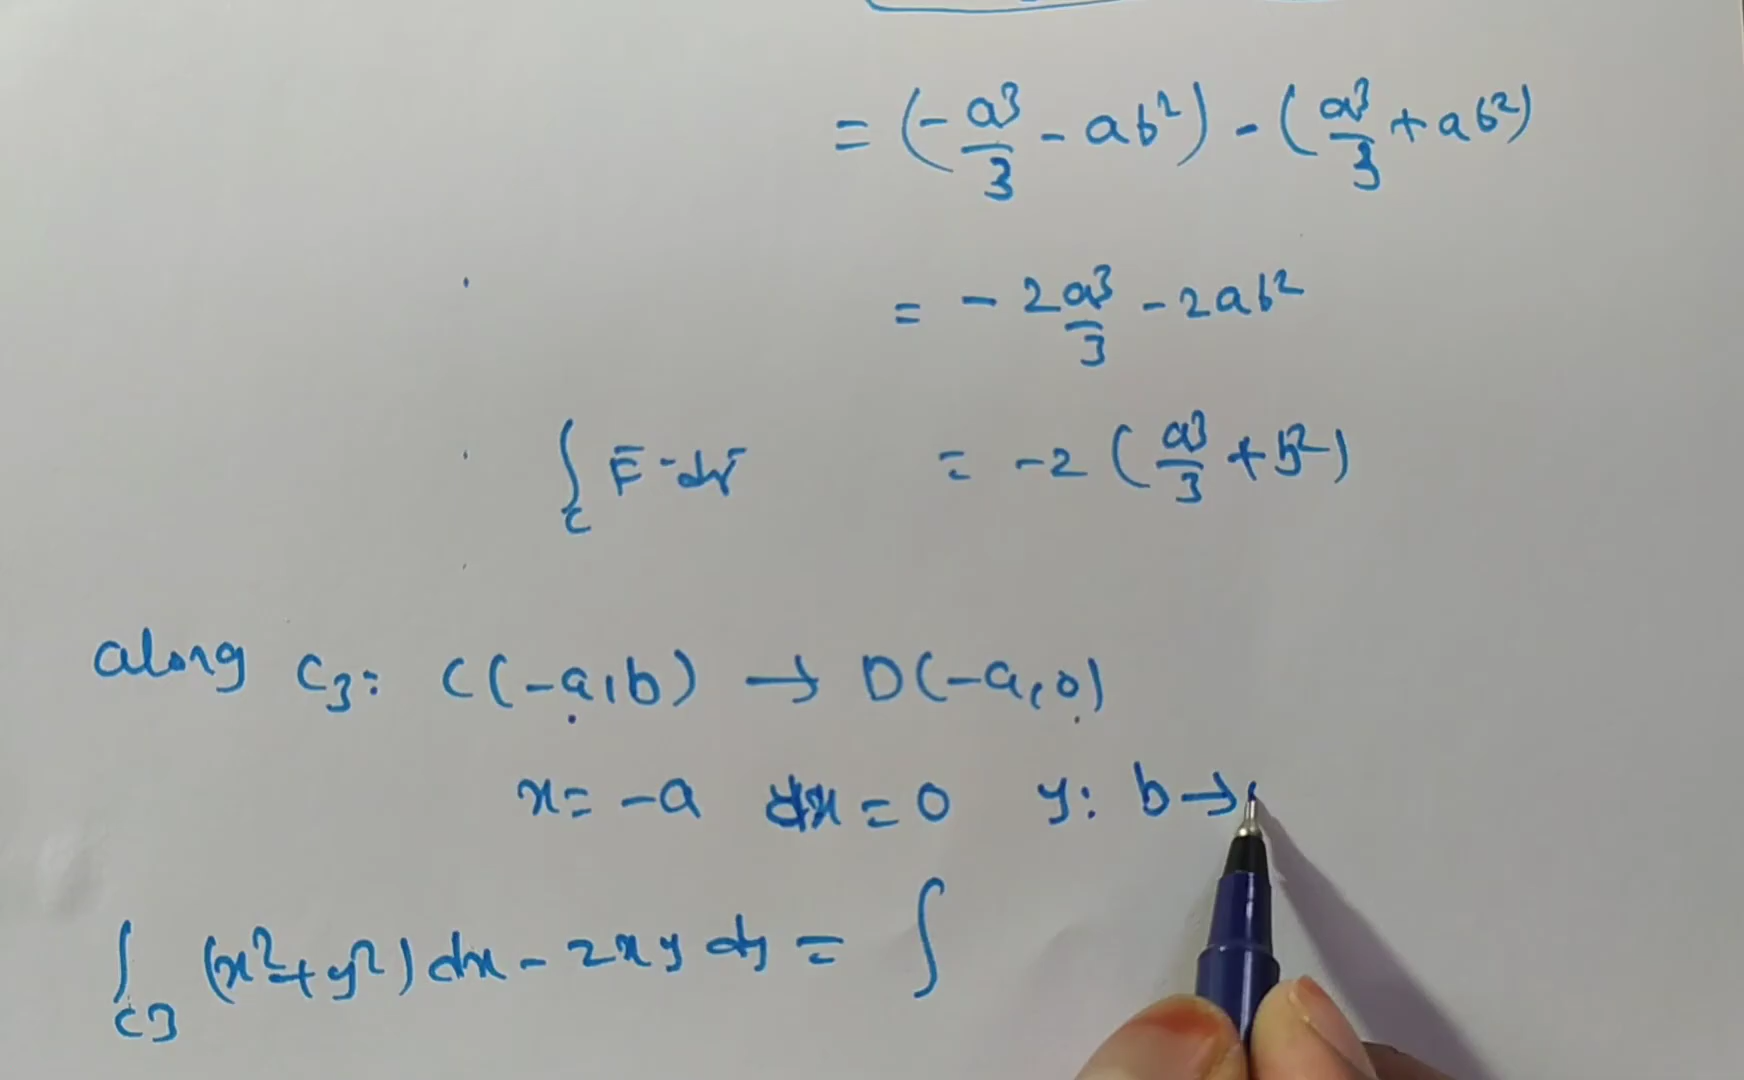 = (-a³/3 - ab²) - (a³/3 + ab²)
= - 2a³/3 - 2ab²
∫_C F̄ · dr̄ = -2 (a³/3 + b²)
along C₃: C(-a, b) → D(-a, 0)
x = -a dx = 0 y: b →
∫_C3 (x² + y²) dx - 2xy dy = ∫